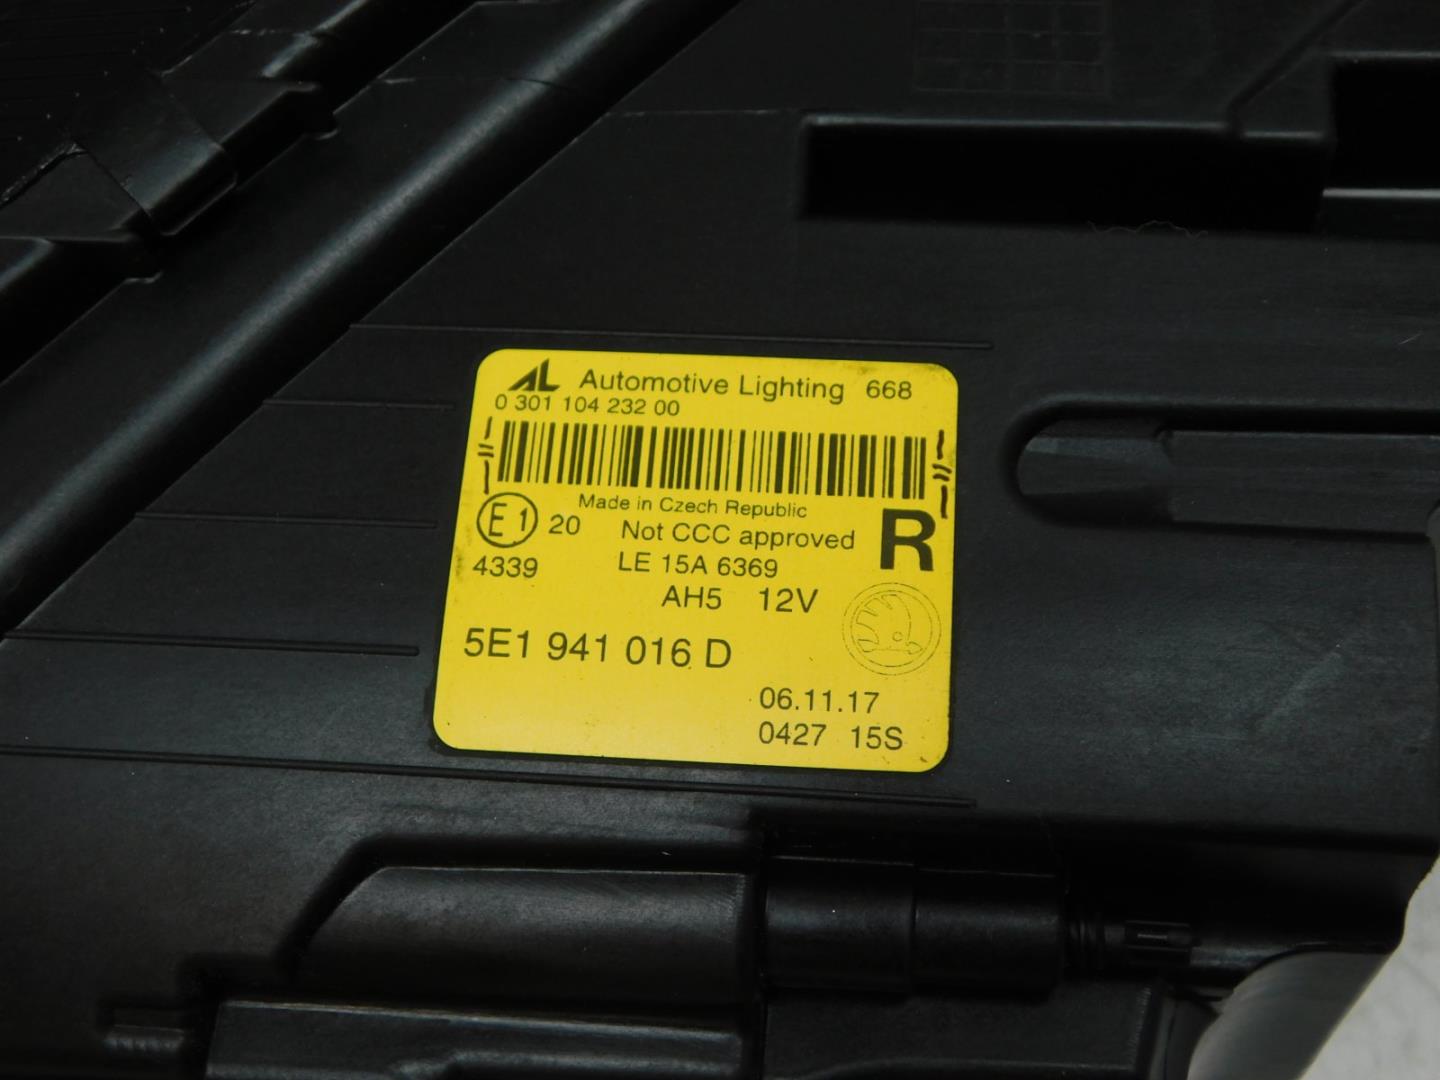 AL Automotive Lighting 668
0 301 104 232 00
Made in Czech Republic
E1 20 Not CCC approved R
4339 LE 15A 6369
AH5 12V
5E1 941 016 D
06.11.17
0427 15S